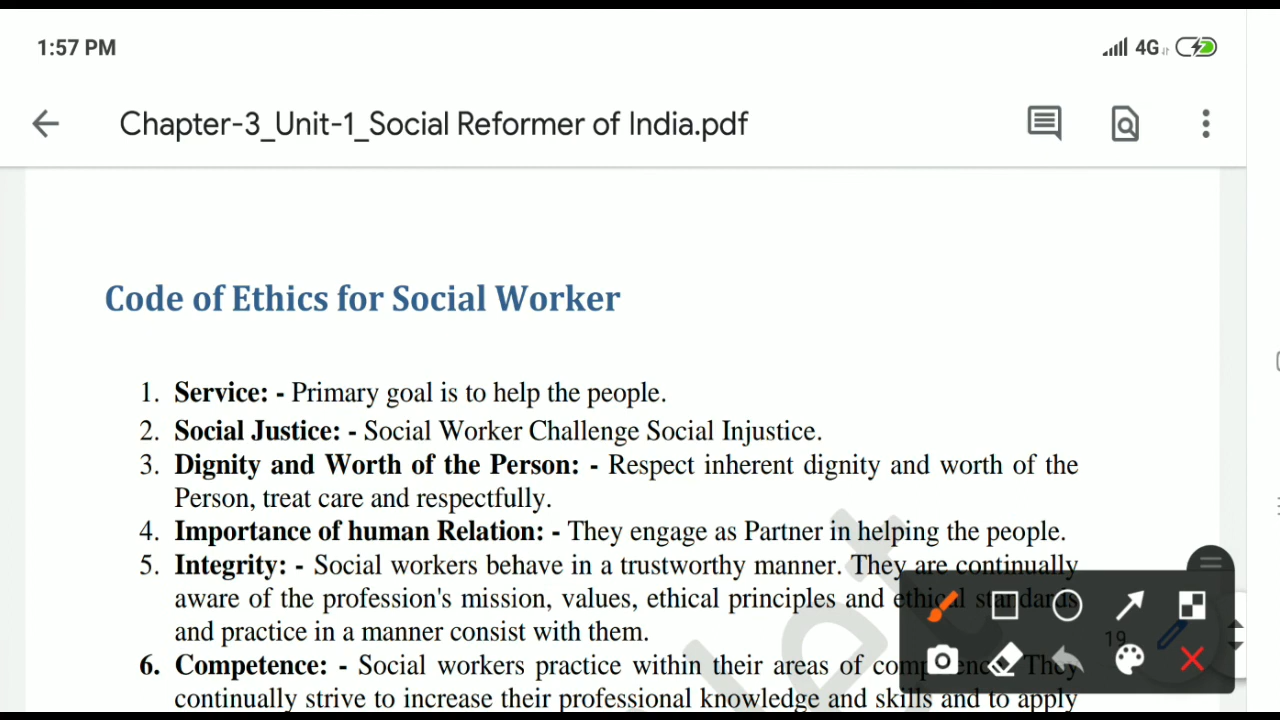 1:57 PM 4G
Chapter-3_Unit-1_Social Reformer of India.pdf
Code of Ethics for Social Worker
1. Service: - Primary goal is to help the people.
2. Social Justice: - Social Worker Challenge Social Injustice.
3. Dignity and Worth of the Person: - Respect inherent dignity and worth of the
Person, treat care and respectfully.
4. Importance of human Relation: - They engage as Partner in helping the people.
5. Integrity: - Social workers behave in a trustworthy manner. They are continually
aware of the profession's mission, values, ethical principles and ethical standards
and practice in a manner consist with them.
19
6. Competence: - Social workers practice within their areas of competence. They
continually strive to increase their professional knowledge and skills and to apply